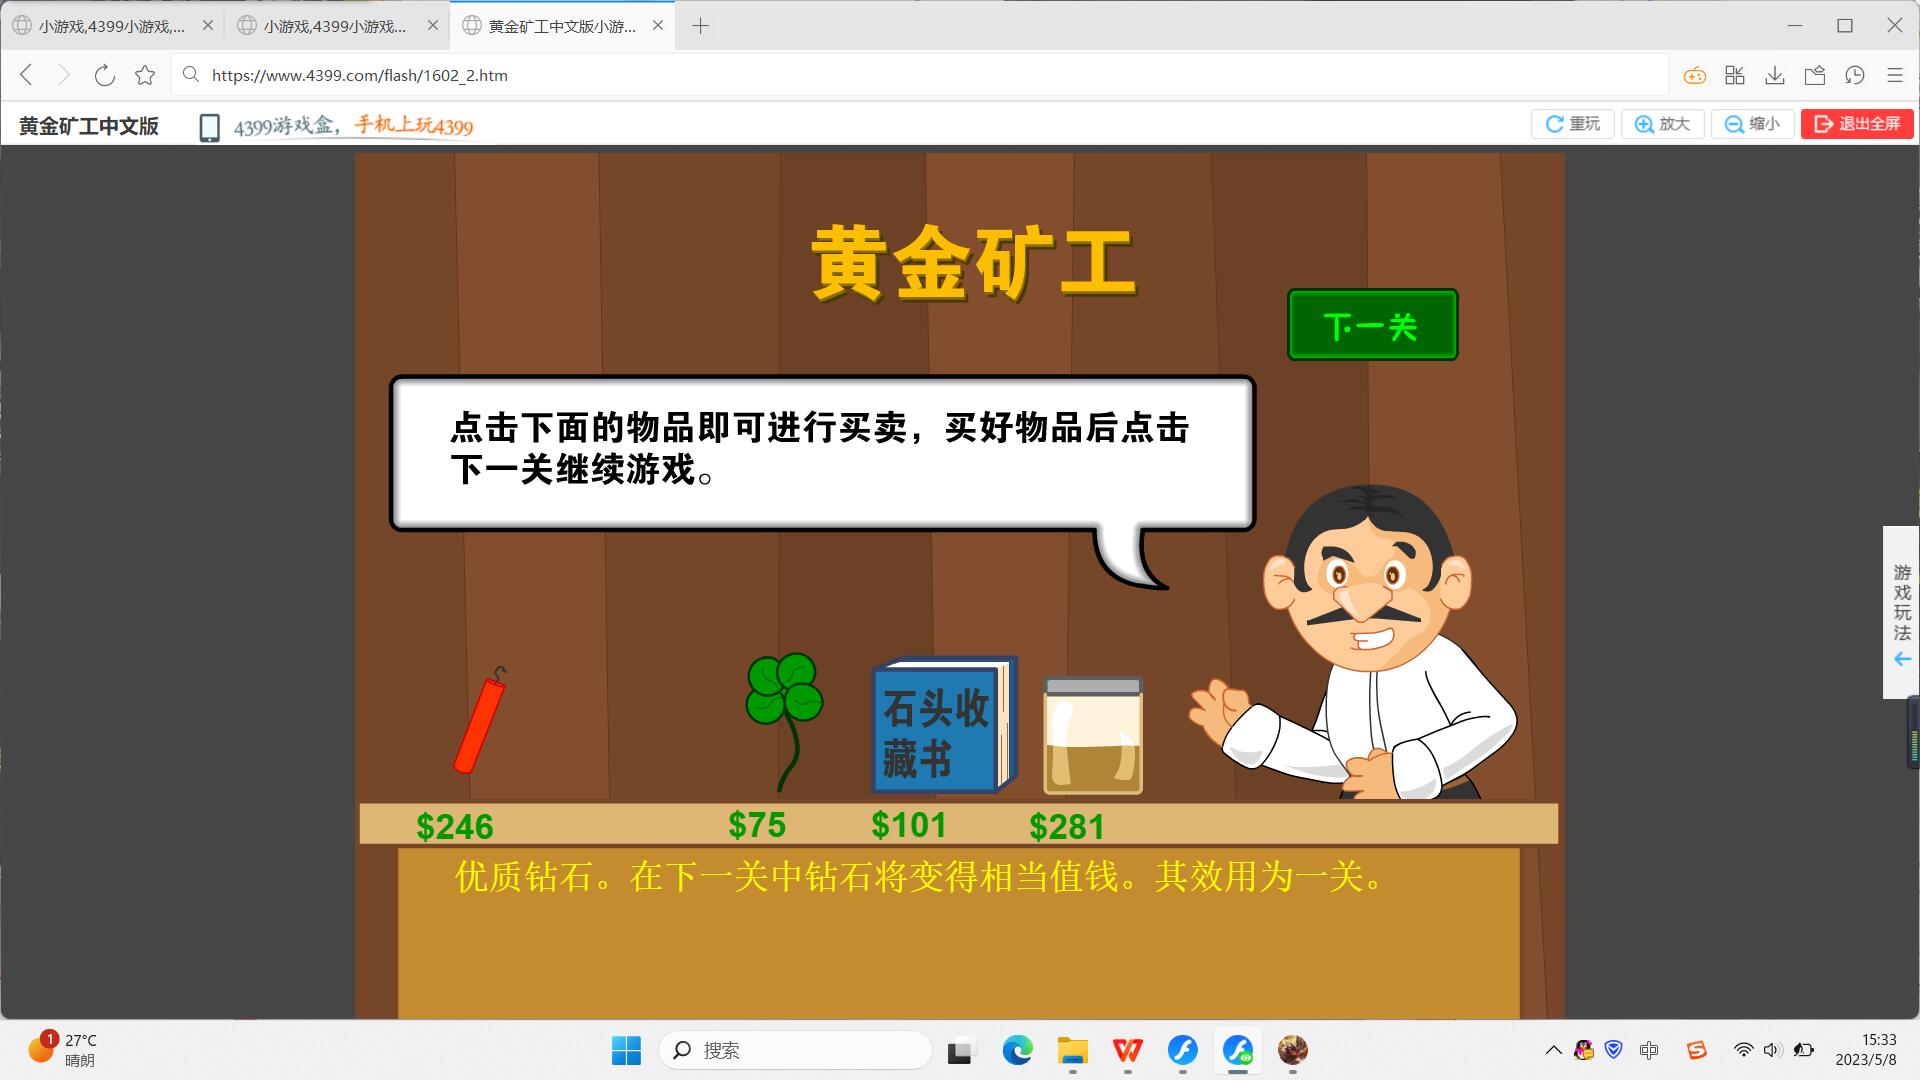 小游戏,4399小游戏,...
小游戏,4399小游戏...
黄金矿工中文版小游...
https://www.4399.com/flash/1602_2.htm
黄金矿工中文版
4399游戏盒，手机上玩4399
重玩
放大
缩小
退出全屏
黄金矿工
下一关
点击下面的物品即可进行买卖，买好物品后点击
下一关继续游戏。
石头收
藏书
$246
$75
$101
$281
优质钻石。在下一关中钻石将变得相当值钱。其效用为一关。
游戏玩法
1
27°C
晴朗
搜索
中
15:33
2023/5/8